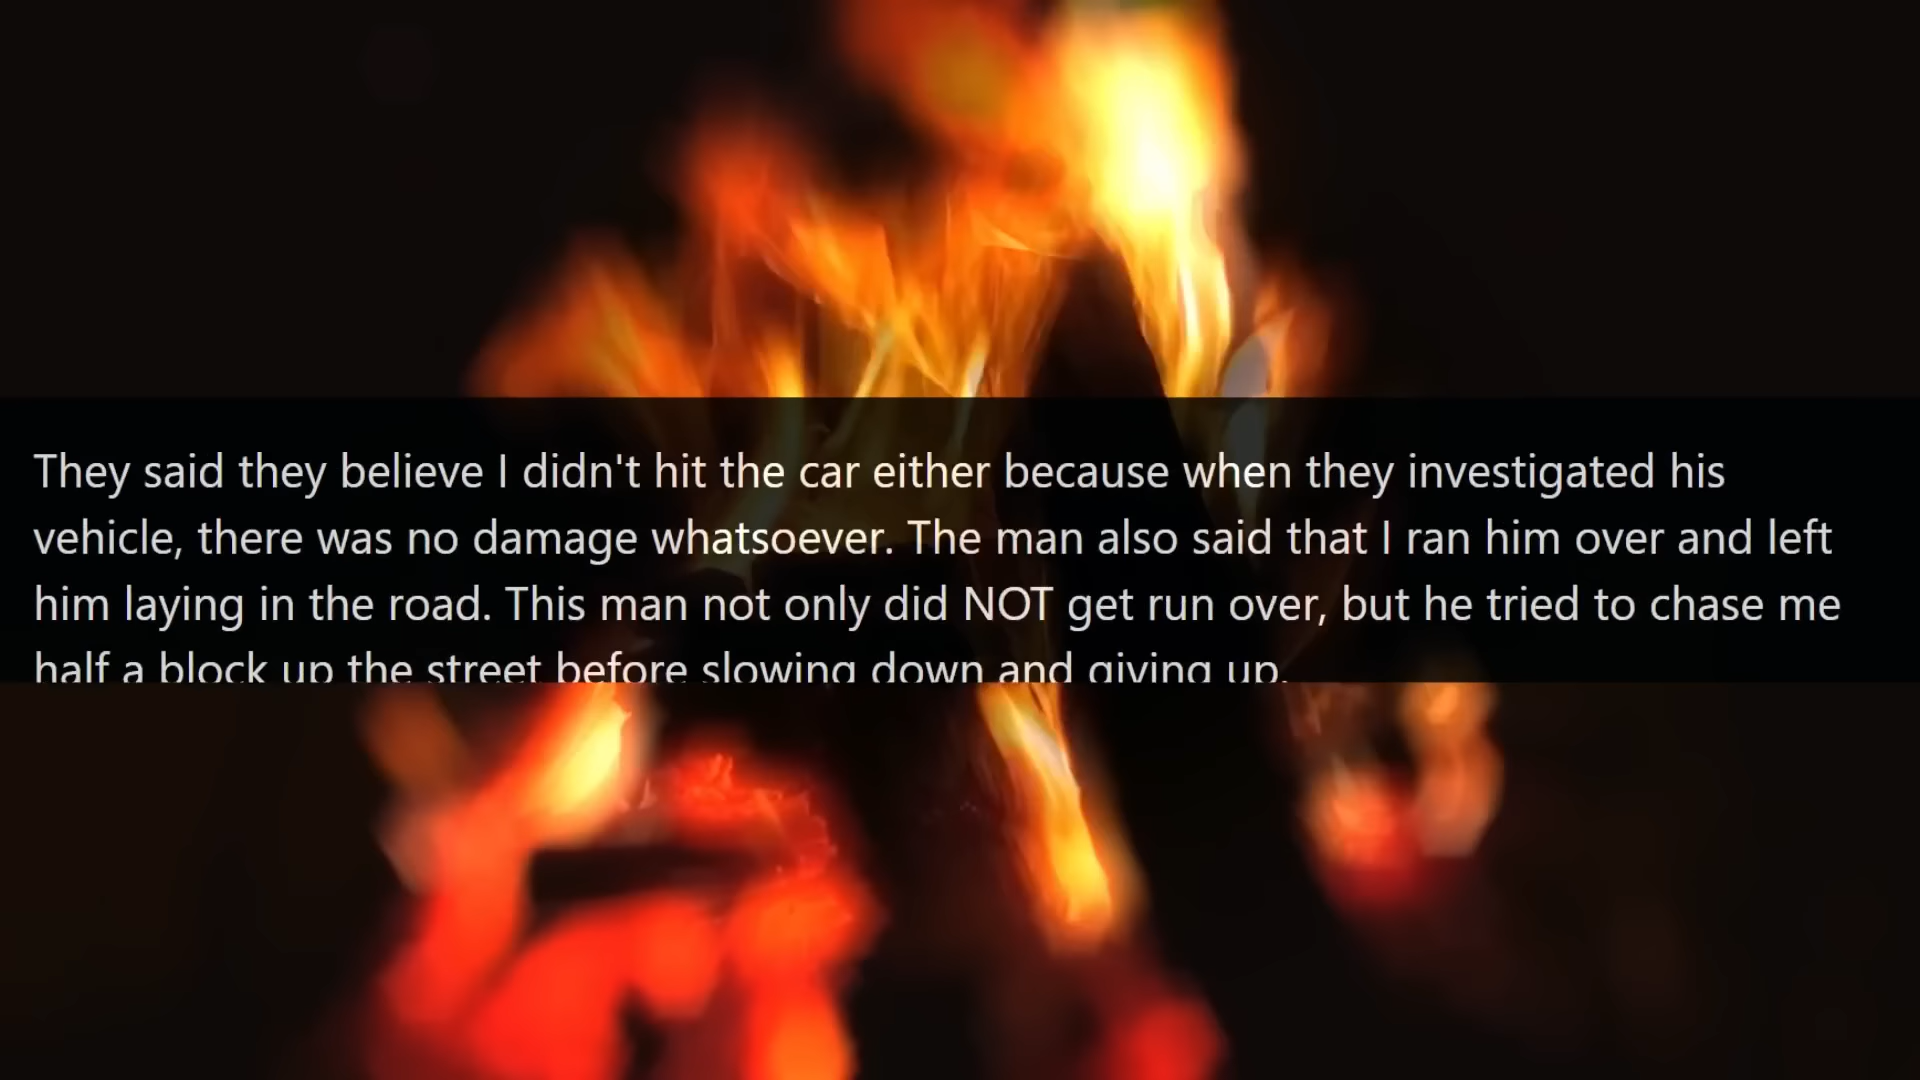 They said they believe I didn't hit the car either because when they investigated his
vehicle, there was no damage whatsoever. The man also said that I ran him over and left
him laying in the road. This man not only did NOT get run over, but he tried to chase me
half a block up the street before slowing down and giving up.